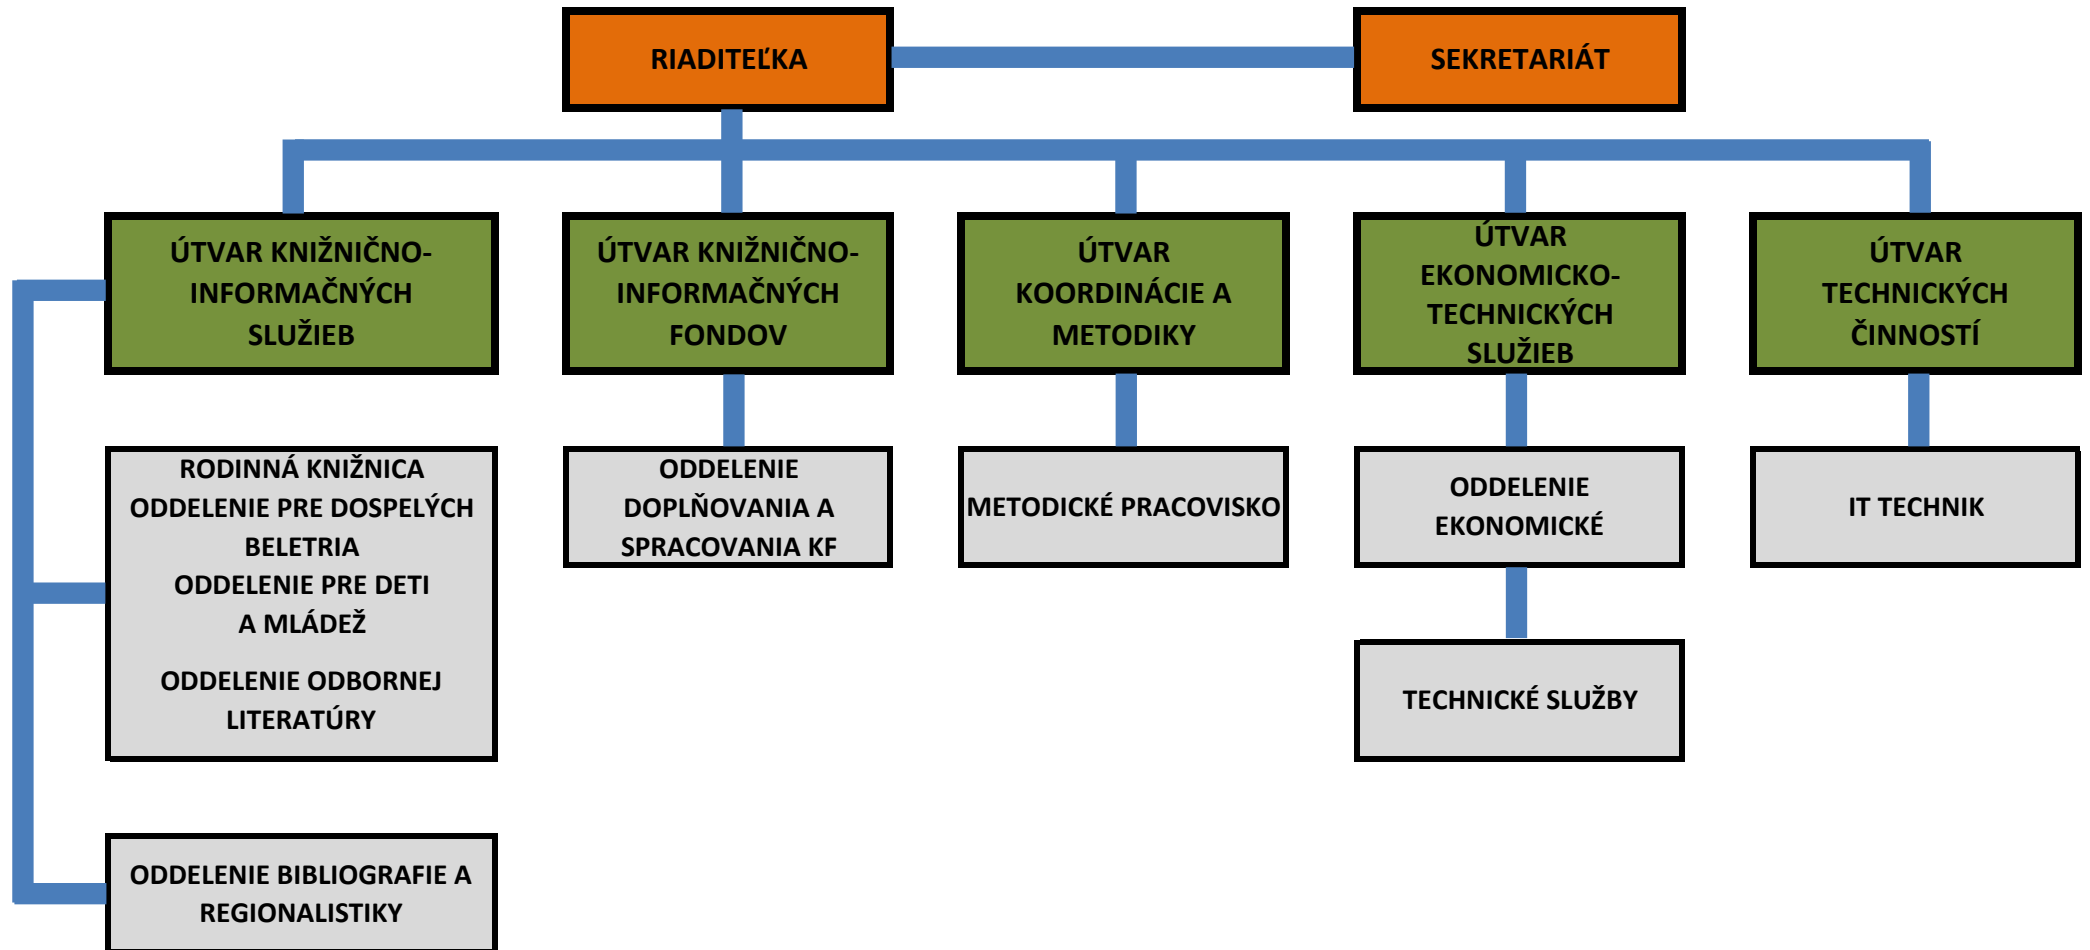 RIADITEĽKA
SEKRETARIÁT
ÚTVAR KNIŽNIČNO-
INFORMAČNÝCH
SLUŽIEB
ÚTVAR KNIŽNIČNO-
INFORMAČNÝCH
FONDOV
ÚTVAR
KOORDINÁCIE A
METODIKY
ÚTVAR
EKONOMICKO-
TECHNICKÝCH
SLUŽIEB
ÚTVAR
TECHNICKÝCH
ČINNOSTÍ
RODINNÁ KNIŽNICA
ODDELENIE PRE DOSPELÝCH
BELETRIA
ODDELENIE PRE DETI
A MLÁDEŽ
ODDELENIE ODBORNEJ
LITERATÚRY
ODDELENIE
DOPLŇOVANIA A
SPRACOVANIA KF
METODICKÉ PRACOVISKO
ODDELENIE
EKONOMICKÉ
IT TECHNIK
TECHNICKÉ SLUŽBY
ODDELENIE BIBLIOGRAFIE A
REGIONALISTIKY